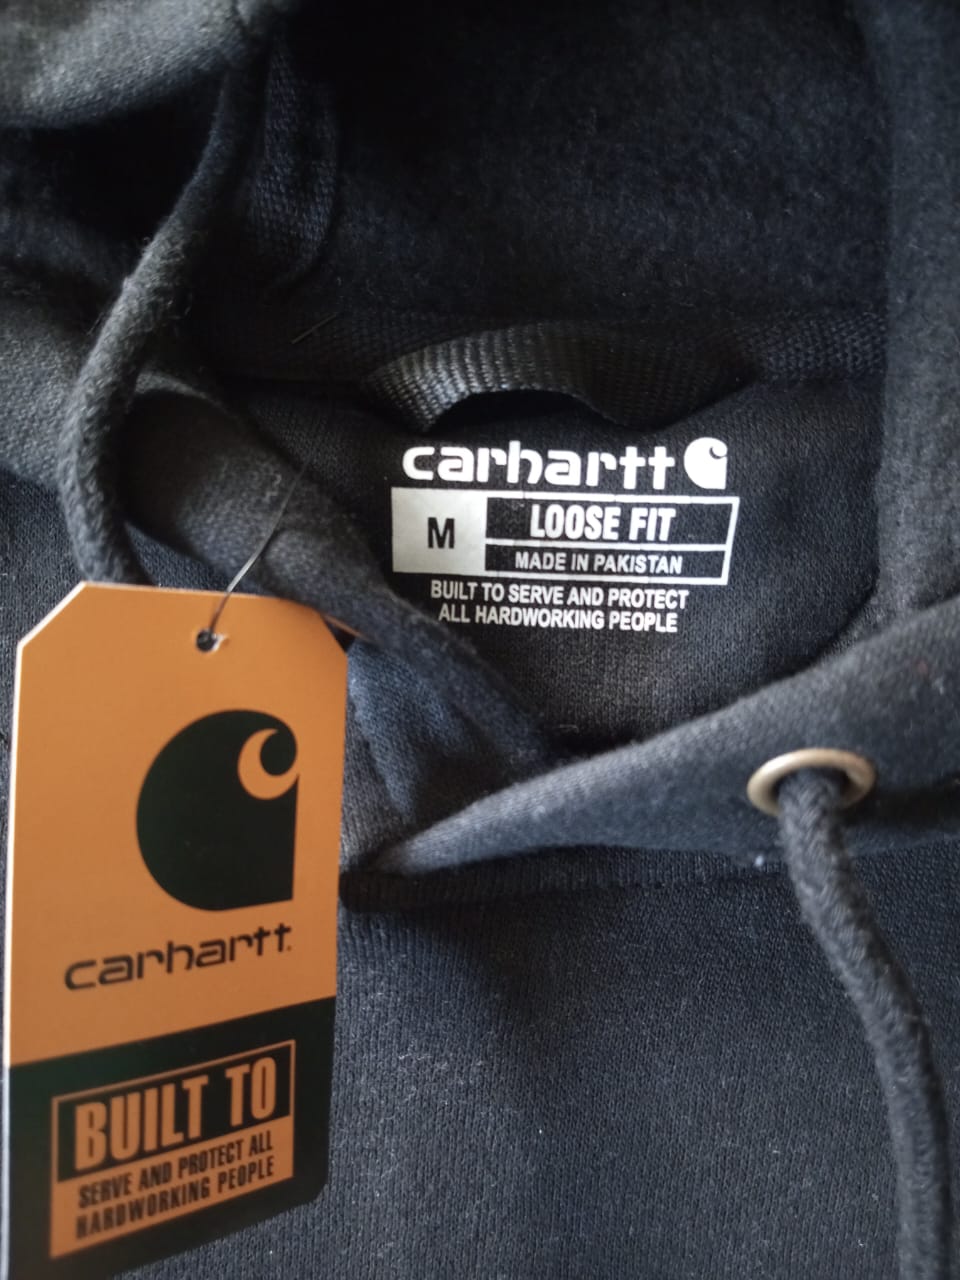 carhartt
M
LOOSE FIT
MADE IN PAKISTAN
BUILT TO SERVE AND PROTECT
ALL HARDWORKING PEOPLE
carhartt.
BUILT TO
SERVE AND PROTECT ALL
HARDWORKING PEOPLE